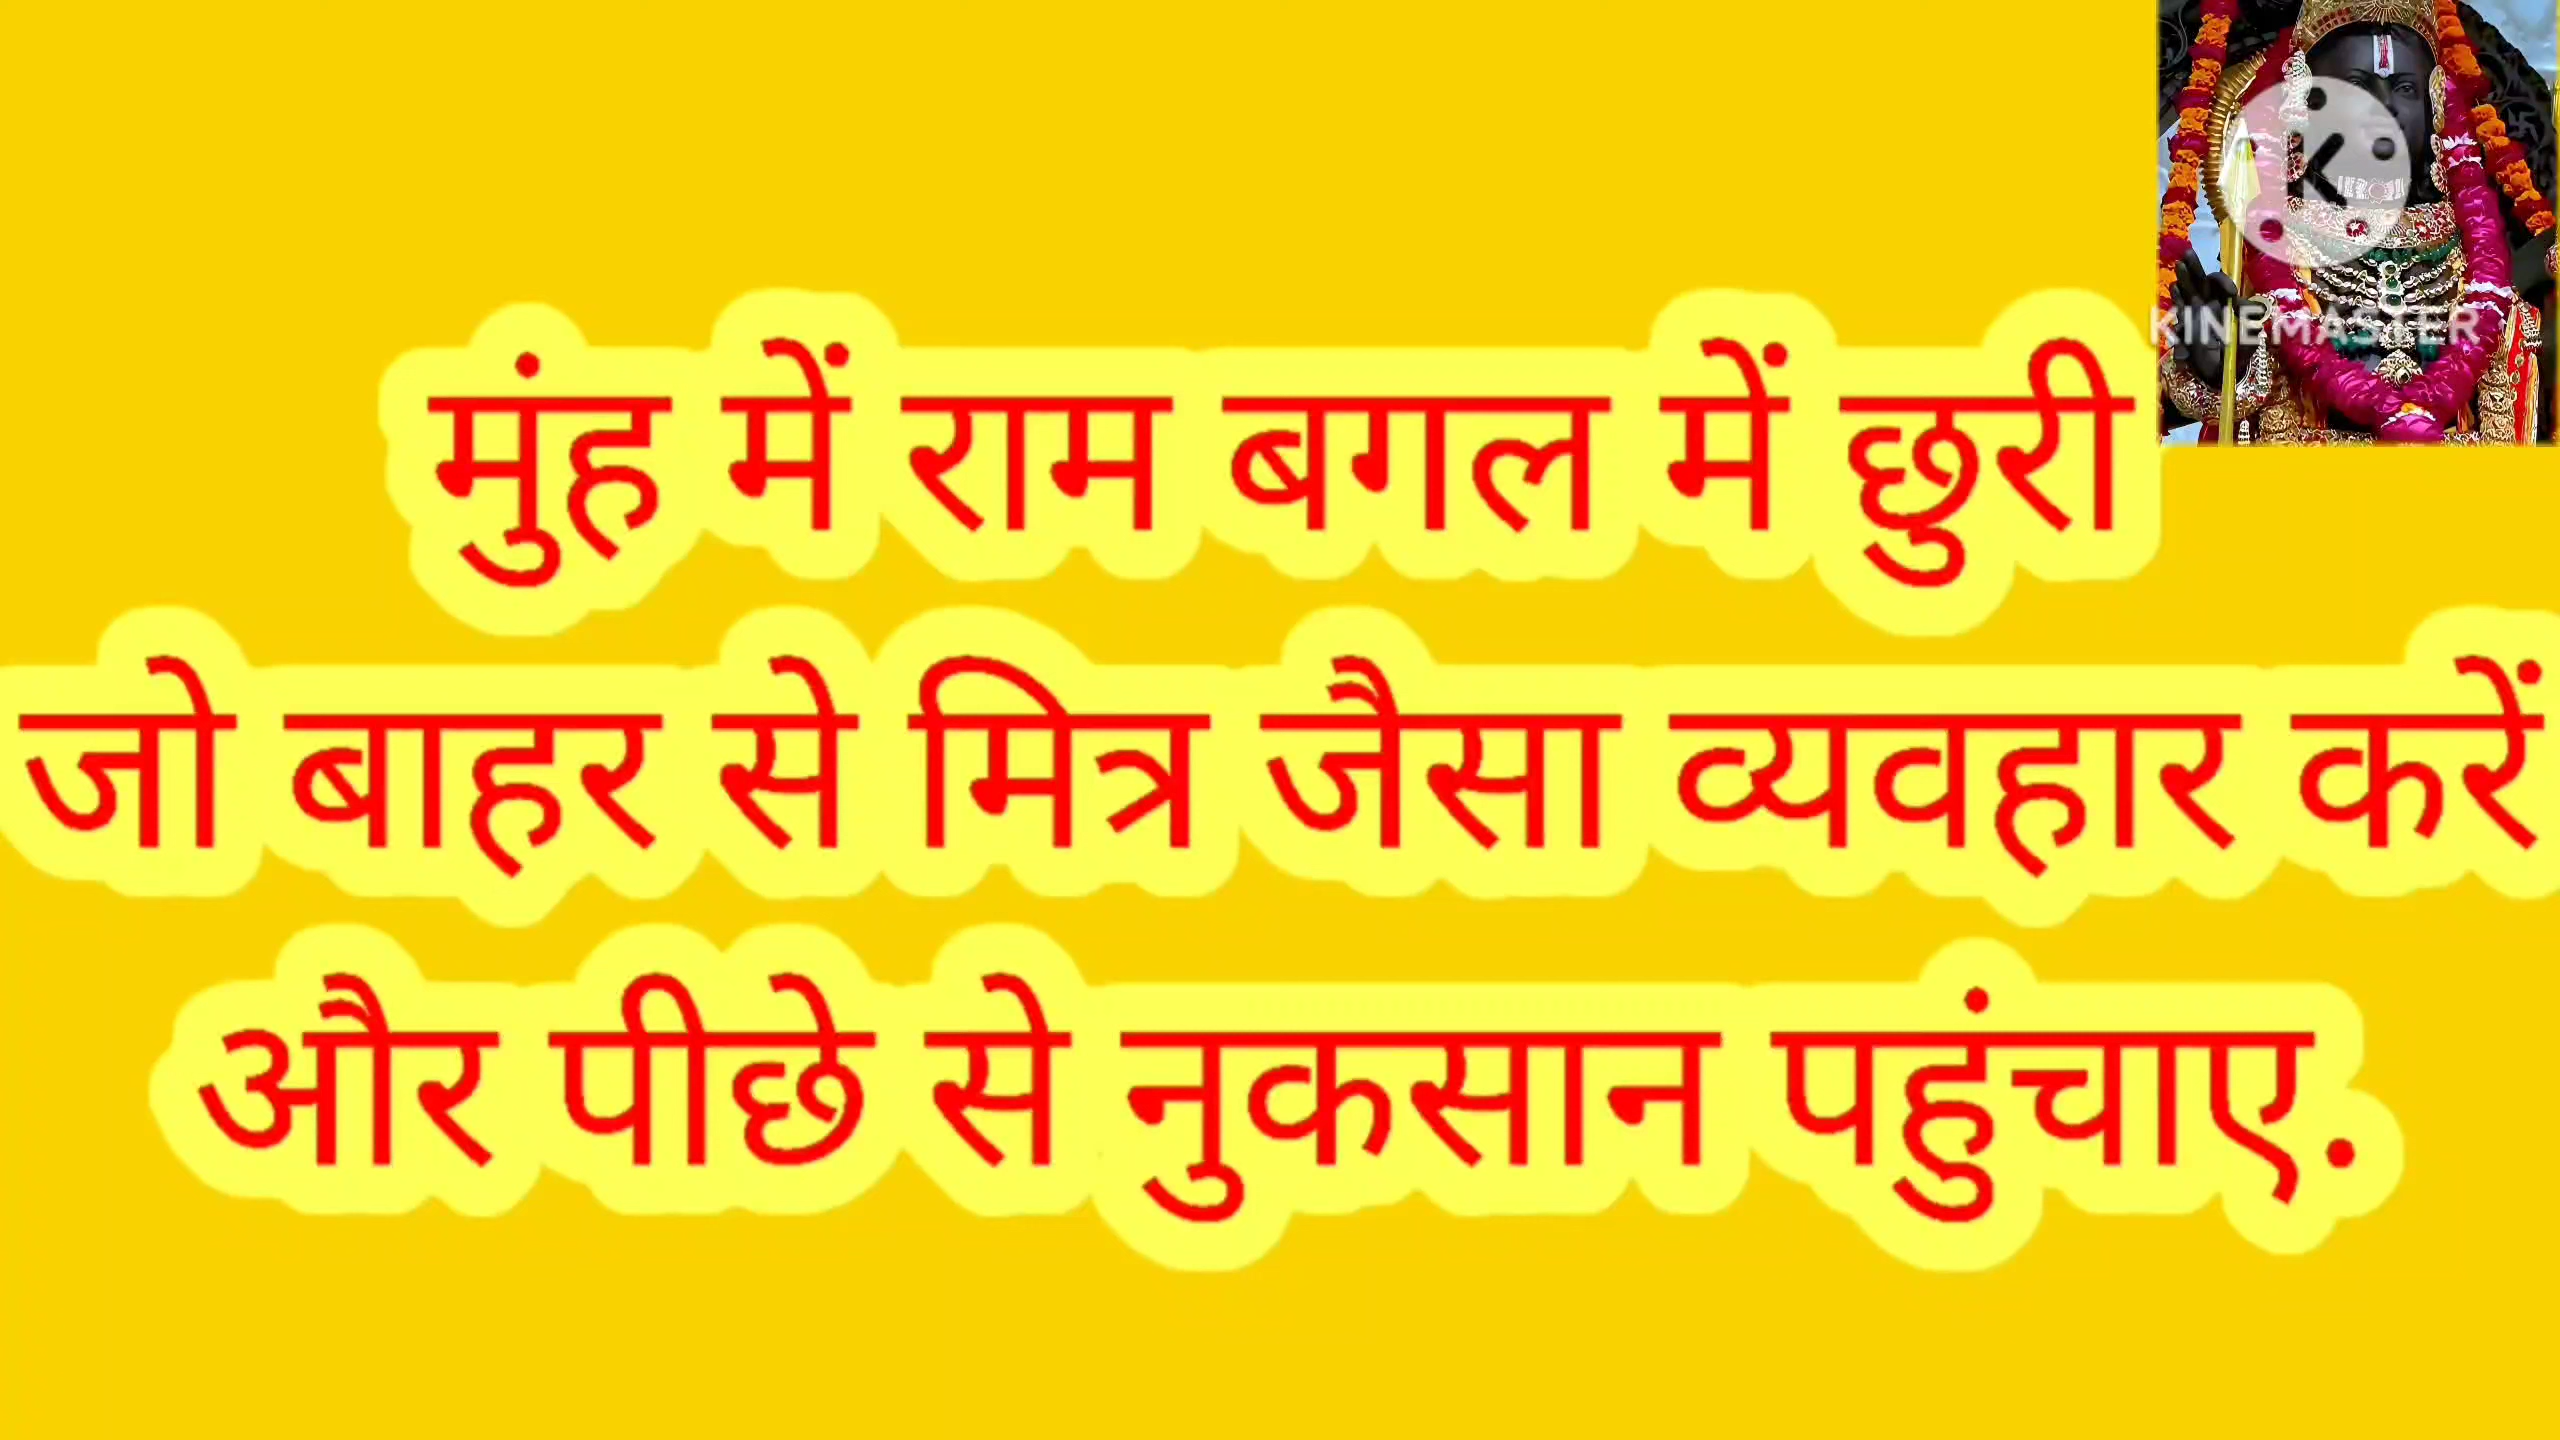 KINEMASTER
मुंह में राम बगल में छुरी
जो बाहर से मित्र जैसा व्यवहार करें
और पीछे से नुकसान पहुंचाए.